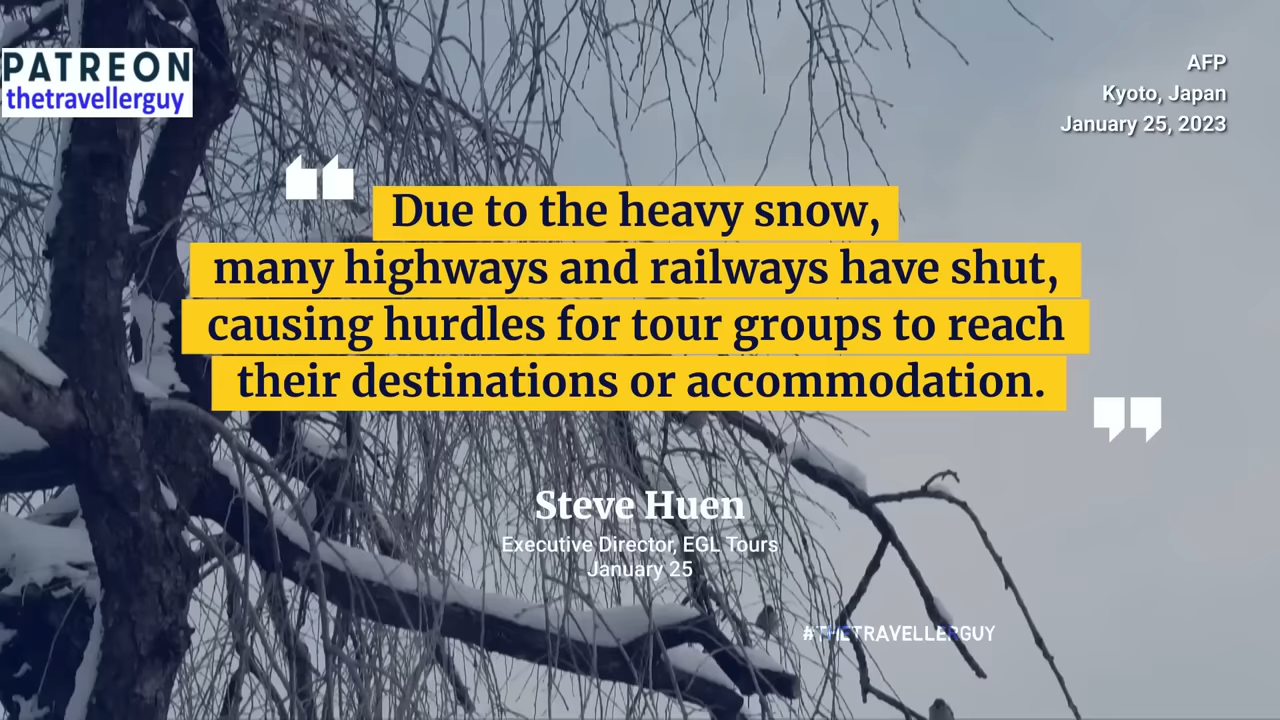 PATREON
thetravellerguy
AFP
Kyoto, Japan
January 25, 2023
Due to the heavy snow,
many highways and railways have shut,
causing hurdles for tour groups to reach
their destinations or accommodation.
Steve Huen
Executive Director, EGL Tours
January 25
#THETRAVELLERGUY